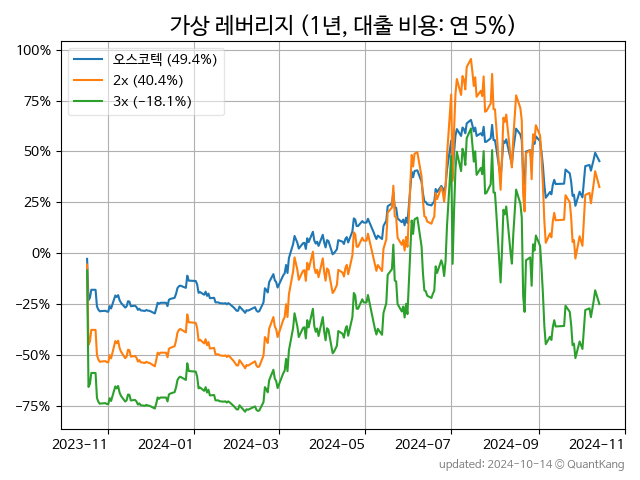 가상 레버리지 (1년, 대출 비용: 연 5%)
오스코텍 (49.4%)
2x (40.4%)
3x (−18.1%)
100%
75%
50%
25%
0%
−25%
−50%
−75%
2023-11 2024-01 2024-03 2024-05 2024-07 2024-09 2024-11
updated: 2024-10-14 © QuantKang